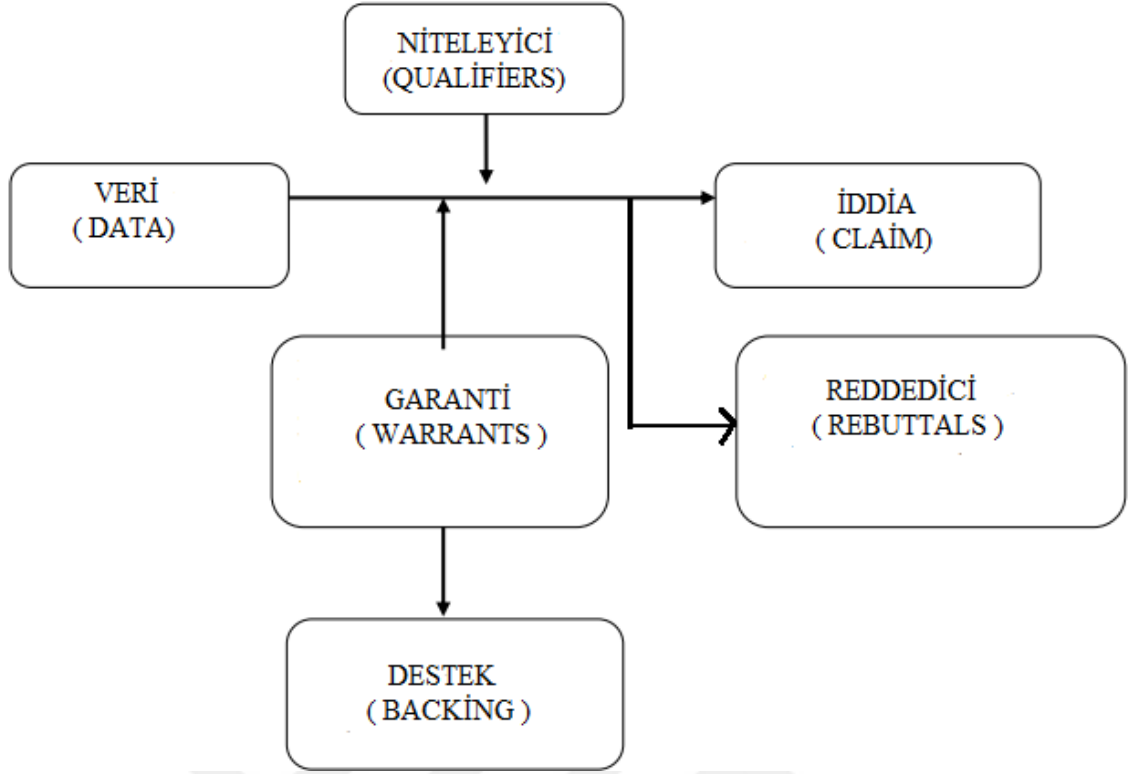 NİTELEYİCİ
(QUALİFİERS)
VERİ
( DATA)
İDDİA
( CLAİM)
GARANTİ
( WARRANTS )
REDDEDİCİ
( REBUTTALS )
DESTEK
( BACKİNG )